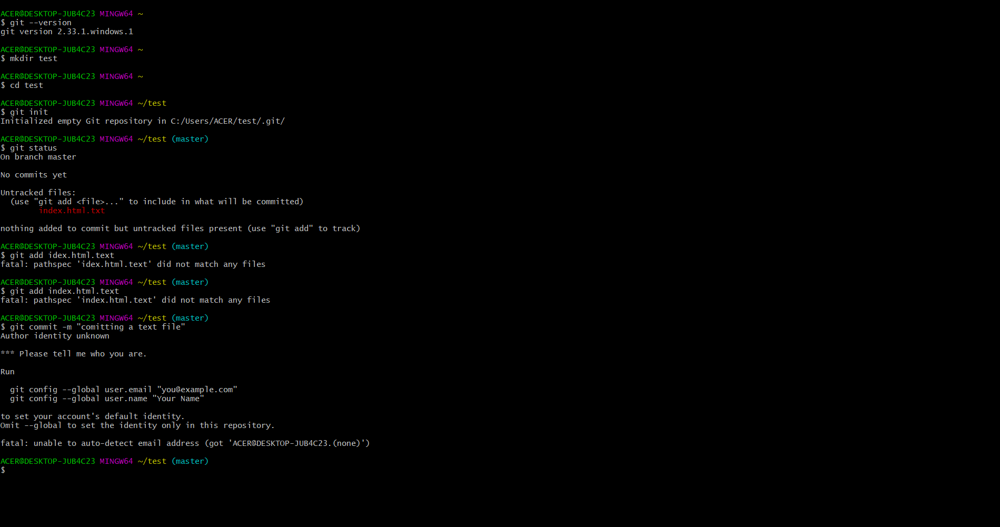 ACER@DESKTOP-JUB4C23 MINGW64 ~
$ git --version
git version 2.33.1.windows.1
ACER@DESKTOP-JUB4C23 MINGW64 ~
$ mkdir test
ACER@DESKTOP-JUB4C23 MINGW64 ~
$ cd test
ACER@DESKTOP-JUB4C23 MINGW64 ~/test
$ git init
Initialized empty Git repository in C:/Users/ACER/test/.git/
ACER@DESKTOP-JUB4C23 MINGW64 ~/test (master)
$ git status
On branch master
No commits yet
Untracked files:
  (use "git add <file>..." to include in what will be committed)
        index.html.txt
nothing added to commit but untracked files present (use "git add" to track)
ACER@DESKTOP-JUB4C23 MINGW64 ~/test (master)
$ git add idex.html.text
fatal: pathspec 'idex.html.text' did not match any files
ACER@DESKTOP-JUB4C23 MINGW64 ~/test (master)
$ git add index.html.text
fatal: pathspec 'index.html.text' did not match any files
ACER@DESKTOP-JUB4C23 MINGW64 ~/test (master)
$ git commit -m "comitting a text file"
Author identity unknown
*** Please tell me who you are.
Run
  git config --global user.email "you@example.com"
  git config --global user.name "Your Name"
to set your account's default identity.
Omit --global to set the identity only in this repository.
fatal: unable to auto-detect email address (got 'ACER@DESKTOP-JUB4C23.(none)')
ACER@DESKTOP-JUB4C23 MINGW64 ~/test (master)
$